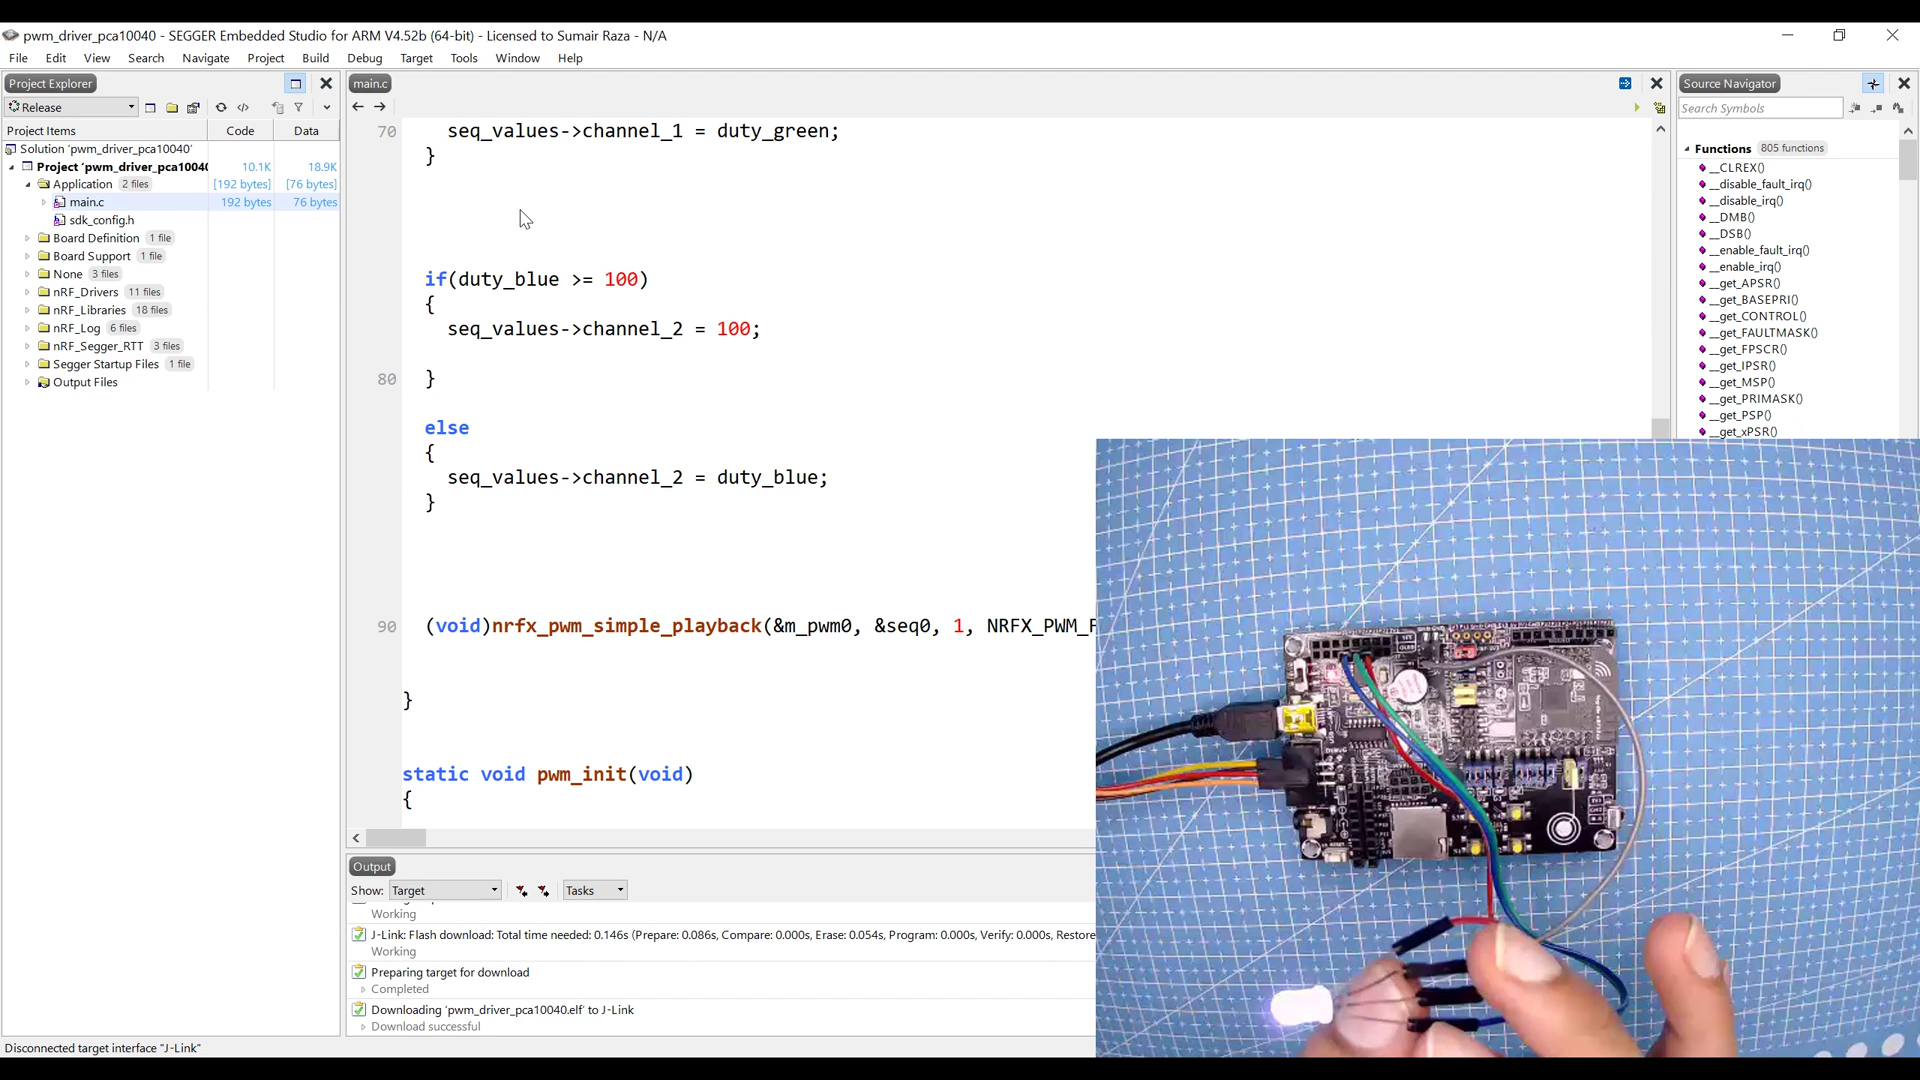 pwm_driver_pca10040 - SEGGER Embedded Studio for ARM V4.52b (64-bit) - Licensed to Sumair Raza - N/A
File Edit View Search Navigate Project Build Debug Target Tools Window Help
Project Explorer
Release
Project Items Code Data
Solution 'pwm_driver_pca10040'
Project 'pwm_driver_pca10040 10.1K 18.9K
Application 2 files [192 bytes] [76 bytes]
main.c 192 bytes 76 bytes
sdk_config.h
Board Definition 1 file
Board Support 1 file
None 3 files
nRF_Drivers 11 files
nRF_Libraries 18 files
nRF_Log 6 files
nRF_Segger_RTT 3 files
Segger Startup Files 1 file
Output Files
main.c
70 seq_values->channel_1 = duty_green;
}
if(duty_blue >= 100)
{
seq_values->channel_2 = 100;
80 }
else
{
seq_values->channel_2 = duty_blue;
}
90 (void)nrfx_pwm_simple_playback(&m_pwm0, &seq0, 1, NRFX_PWM_F
}
static void pwm_init(void)
{
Output
Show: Target Tasks
Working
J-Link: Flash download: Total time needed: 0.146s (Prepare: 0.086s, Compare: 0.000s, Erase: 0.054s, Program: 0.000s, Verify: 0.000s, Restore
Working
Preparing target for download
Completed
Downloading 'pwm_driver_pca10040.elf' to J-Link
Download successful
Disconnected target interface "J-Link"
Source Navigator
Search Symbols
Functions 805 functions
__CLREX()
__disable_fault_irq()
__disable_irq()
__DMB()
__DSB()
__enable_fault_irq()
__enable_irq()
__get_APSR()
__get_BASEPRI()
__get_CONTROL()
__get_FAULTMASK()
__get_FPSCR()
__get_IPSR()
__get_MSP()
__get_PRIMASK()
__get_PSP()
__get_xPSR()